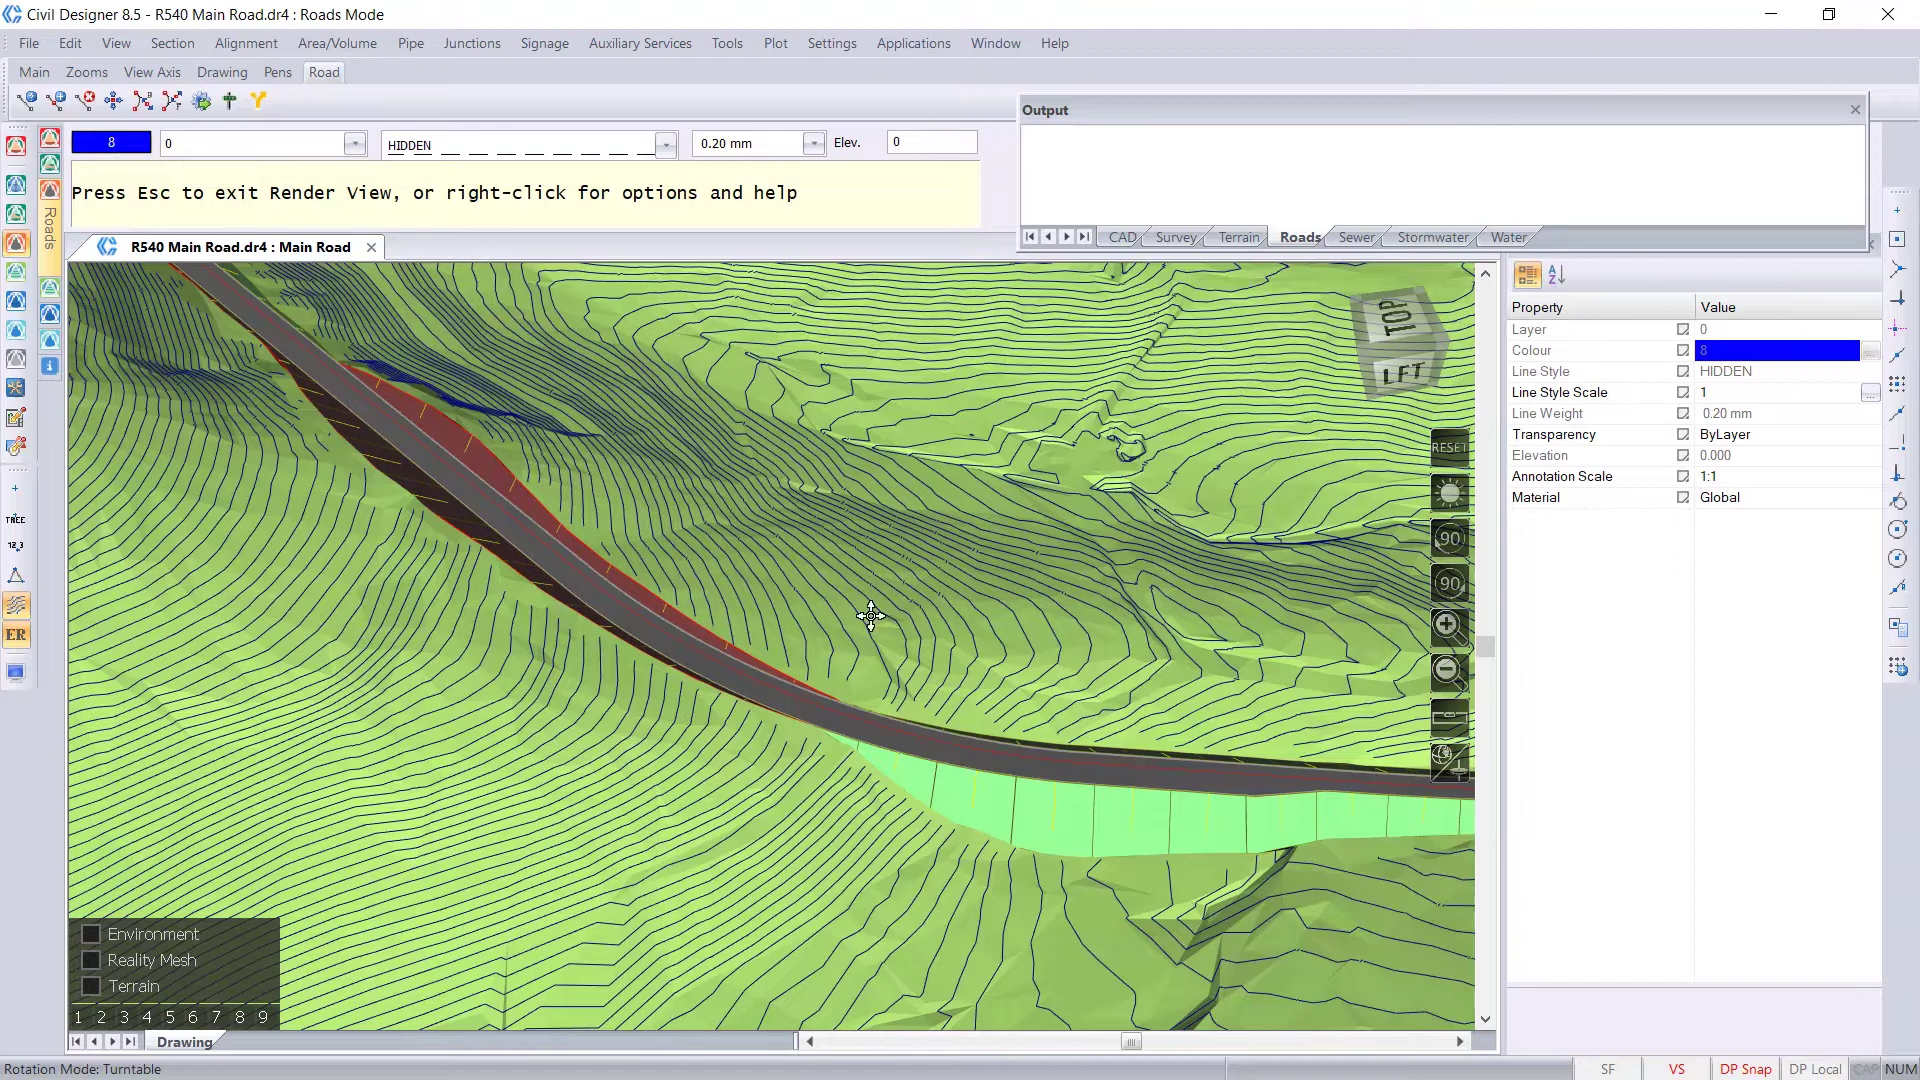 Civil Designer 8.5 - R540 Main Road.dr4 : Roads Mode
File Edit View Section Alignment Area/Volume Pipe Junctions Signage Auxiliary Services Tools Plot Settings Applications Window Help
Main Zooms View Axis Drawing Pens Road
Output
8 0 HIDDEN 0.20 mm Elev. 0
Press Esc to exit Render View, or right-click for options and help
Roads
CAD Survey Terrain Roads Sewer Stormwater Water
R540 Main Road.dr4 : Main Road
Property Value
Layer 0
Colour 8
Line Style HIDDEN
Line Style Scale 1
Line Weight 0.20 mm
Transparency ByLayer
Elevation 0.000
Annotation Scale 1:1
Material Global
TOP
LFT
RESET
90
90
TREE
12.3
ER
Environment
Reality Mesh
Terrain
1 2 3 4 5 6 7 8 9
Drawing
Rotation Mode: Turntable
SF VS DP Snap DP Local CAP NUM